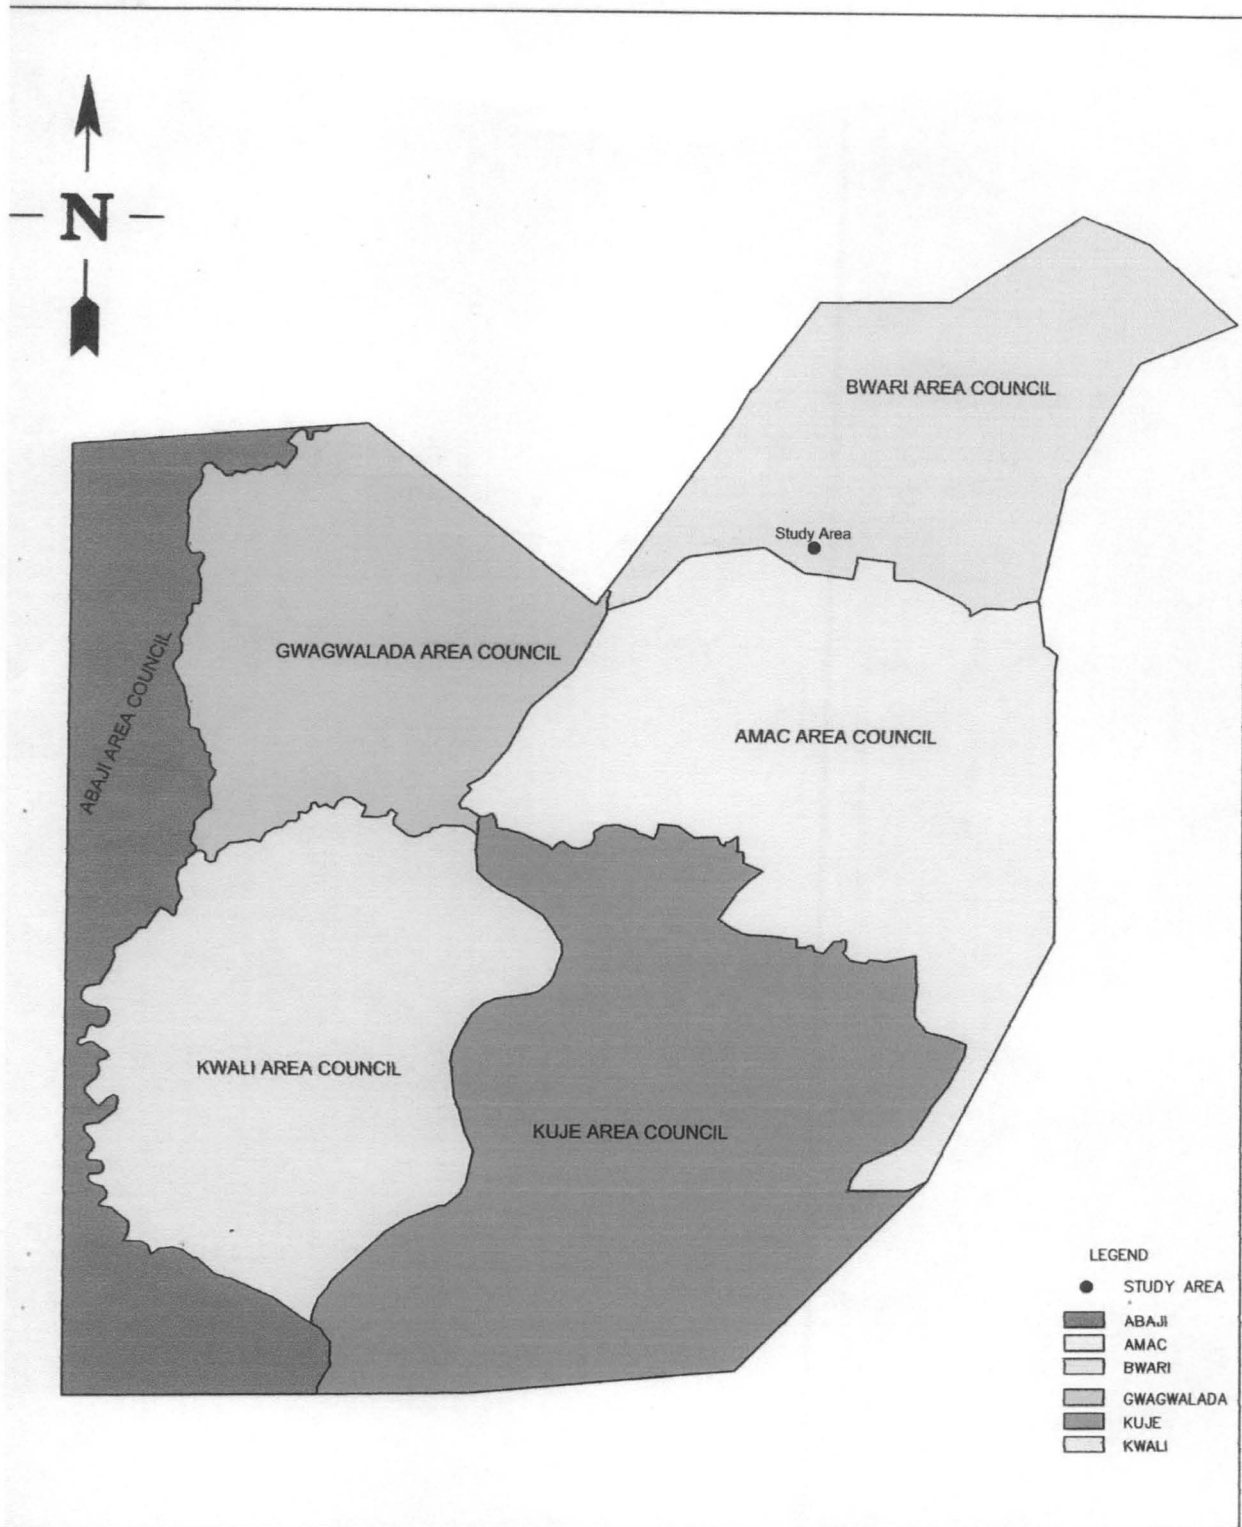 N
BWARI AREA COUNCIL
Study Area
GWAGWALADA AREA COUNCIL
ABAJI AREA COUNCIL
AMAC AREA COUNCIL
KWALI AREA COUNCIL
KUJE AREA COUNCIL
LEGEND
STUDY AREA
ABAJI
AMAC
BWARI
GWAGWALADA
KUJE
KWALI